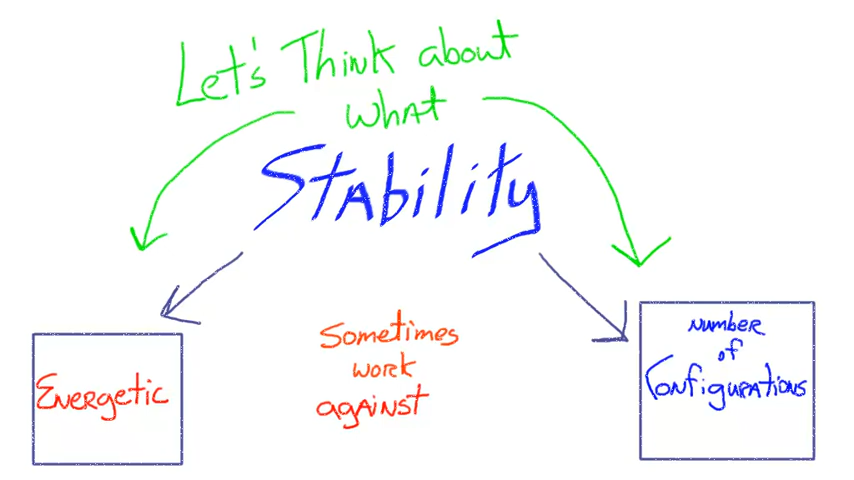 Let's Think about
what
Stability
Energetic
Sometimes
work
against
Number
of
Configurations